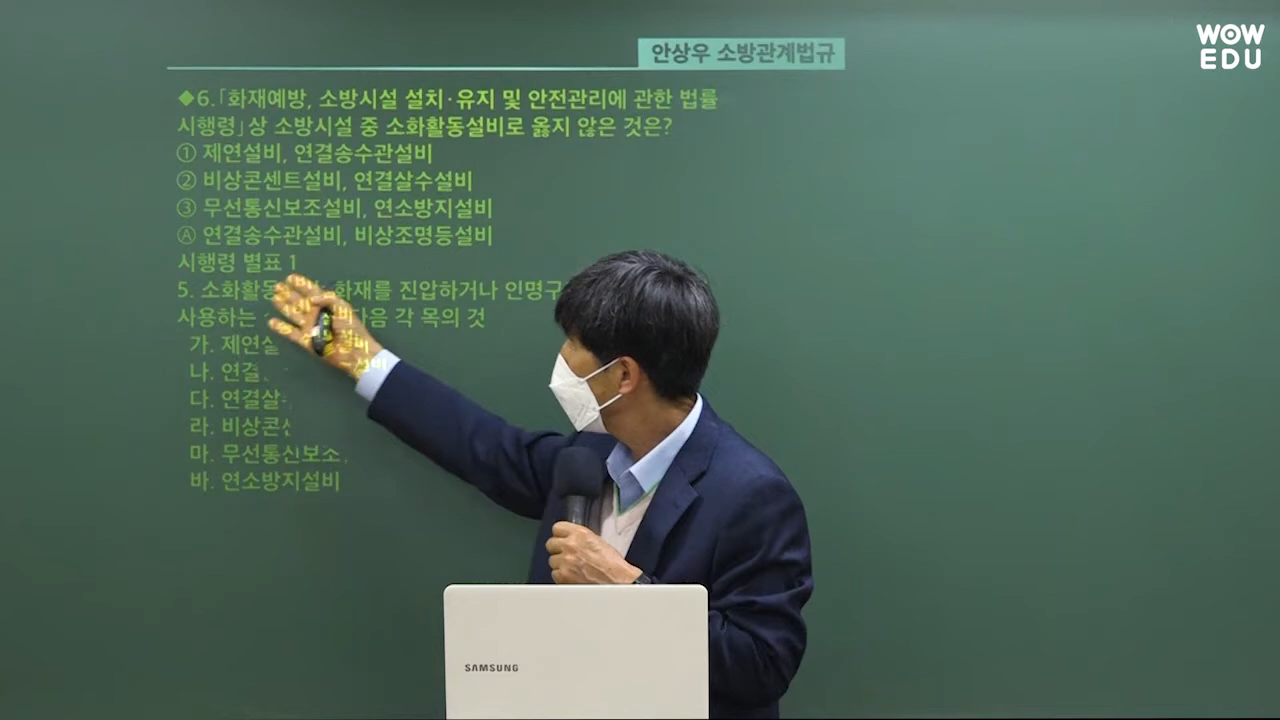 WOW
EDU
안상우 소방관계법규
◆6.「화재예방, 소방시설 설치·유지 및 안전관리에 관한 법률
시행령」상 소방시설 중 소화활동설비로 옳지 않은 것은?
① 제연설비, 연결송수관설비
② 비상콘센트설비, 연결살수설비
③ 무선통신보조설비, 연소방지설비
Ⓐ 연결송수관설비, 비상조명등설비
시행령 별표 1
5. 소화활동 화재를 진압하거나 인명구
사용하는 다음 각 목의 것
가. 제연설
나. 연결
다. 연결살
라. 비상콘
마. 무선통신보조
바. 연소방지설비
SAMSUNG